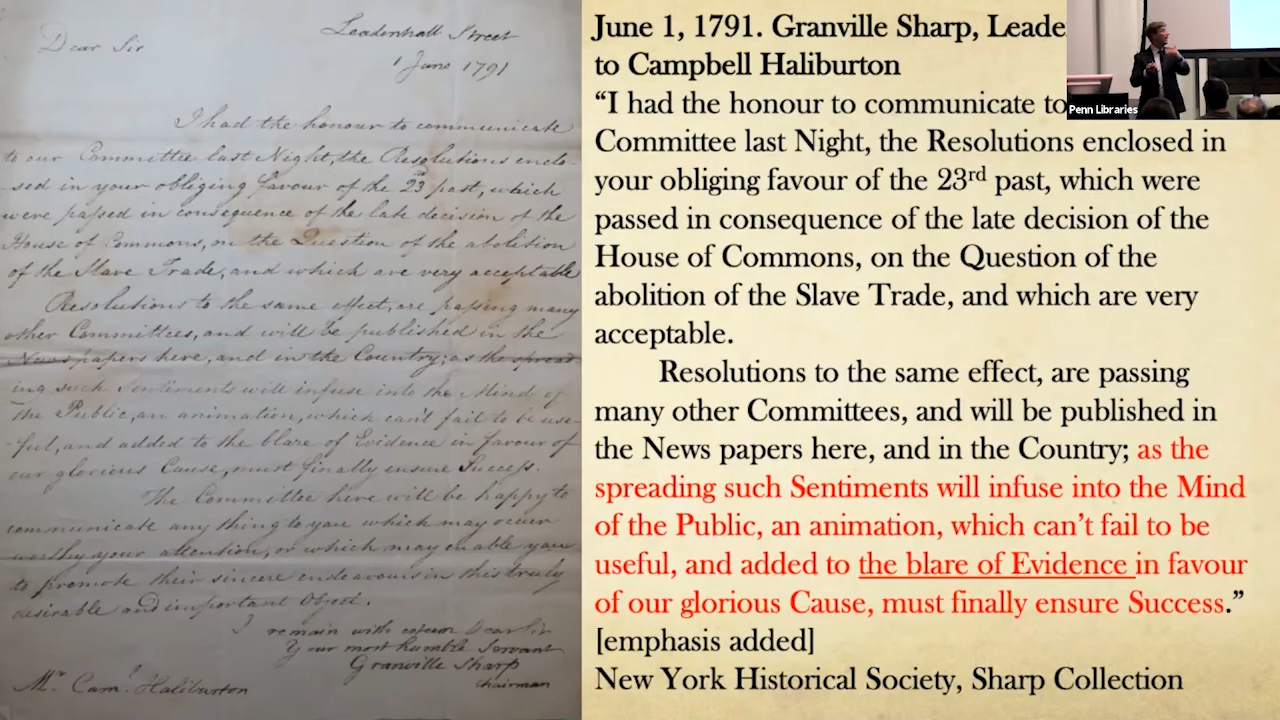 Leadenhall Street
1 June 1791
Dear Sir
I had the honour to communicate
to our Committee last Night, the Resolutions enclo-
-sed in your obliging favour of the 23d past, which
were passed in consequence of the late decision of the
House of Commons, on the Question of the abolition
of the Slave Trade, and which are very acceptable
Resolutions to the same effect, are passing many
other Committees, and will be published in the
News papers here, and in the Country; as the spread-
-ing such Sentiments will infuse into the Mind of
the Public, an animation, which can't fail to be use-
-ful, and added to the blare of Evidence in favour of
our glorious Cause, must finally ensure Success.
The Committee here will be happy to
communicate any thing to you which may occur
worthy your attention, or which may enable you
to promote their sincere endeavours in this truly
desirable and important Object.
I remain with esteem Dear Sir
Your most humble Servant
Granville Sharp
Chairman
Mr. Cam.l Haliburton
June 1, 1791. Granville Sharp, Leade
to Campbell Haliburton
“I had the honour to communicate to
Committee last Night, the Resolutions enclosed in
your obliging favour of the 23rd past, which were
passed in consequence of the late decision of the
House of Commons, on the Question of the
abolition of the Slave Trade, and which are very
acceptable.
Resolutions to the same effect, are passing
many other Committees, and will be published in
the News papers here, and in the Country; as the
spreading such Sentiments will infuse into the Mind
of the Public, an animation, which can’t fail to be
useful, and added to the blare of Evidence in favour
of our glorious Cause, must finally ensure Success.”
[emphasis added]
New York Historical Society, Sharp Collection
Penn Libraries